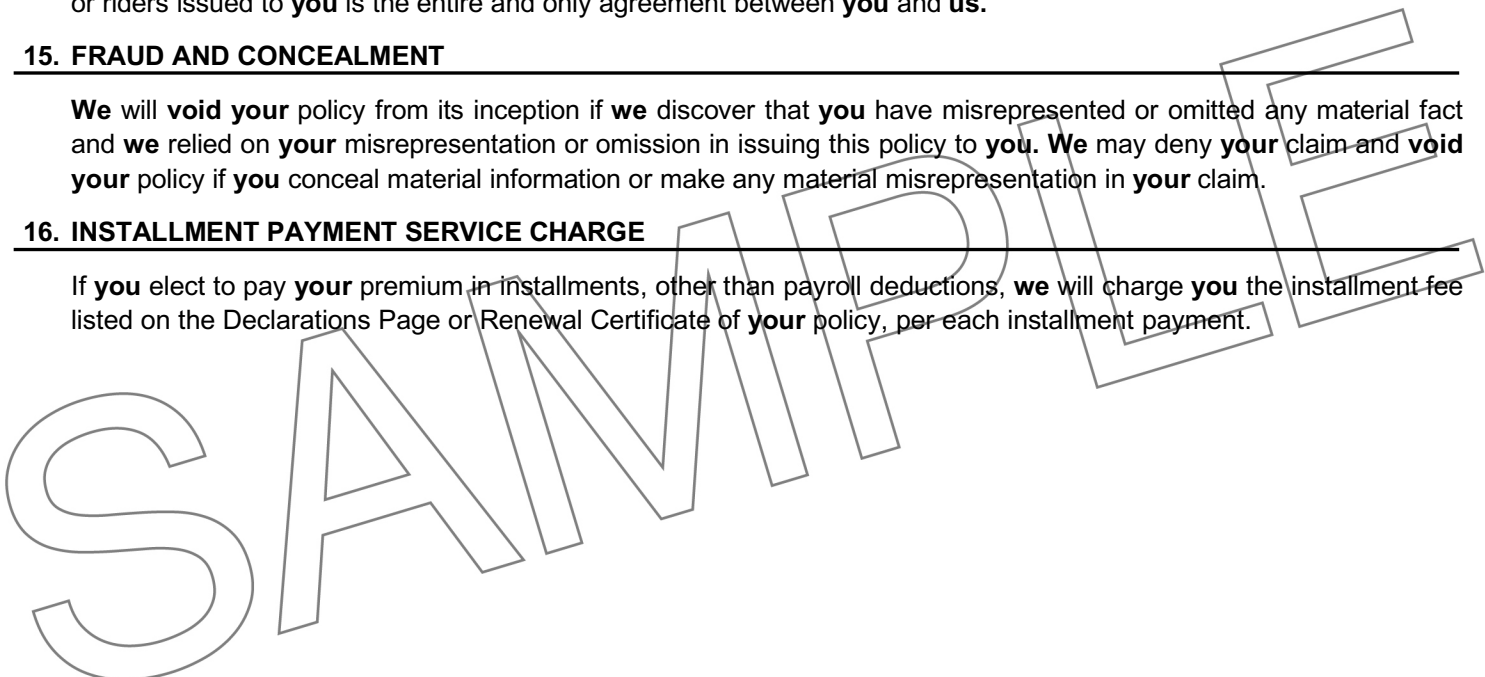 or riders issued to you is the entire and only agreement between you and us.
15. FRAUD AND CONCEALMENT
We will void your policy from its inception if we discover that you have misrepresented or omitted any material fact
and we relied on your misrepresentation or omission in issuing this policy to you. We may deny your claim and void
your policy if you conceal material information or make any material misrepresentation in your claim.
16. INSTALLMENT PAYMENT SERVICE CHARGE
If you elect to pay your premium in installments, other than payroll deductions, we will charge you the installment fee
listed on the Declarations Page or Renewal Certificate of your policy, per each installment payment.
SAMPLE